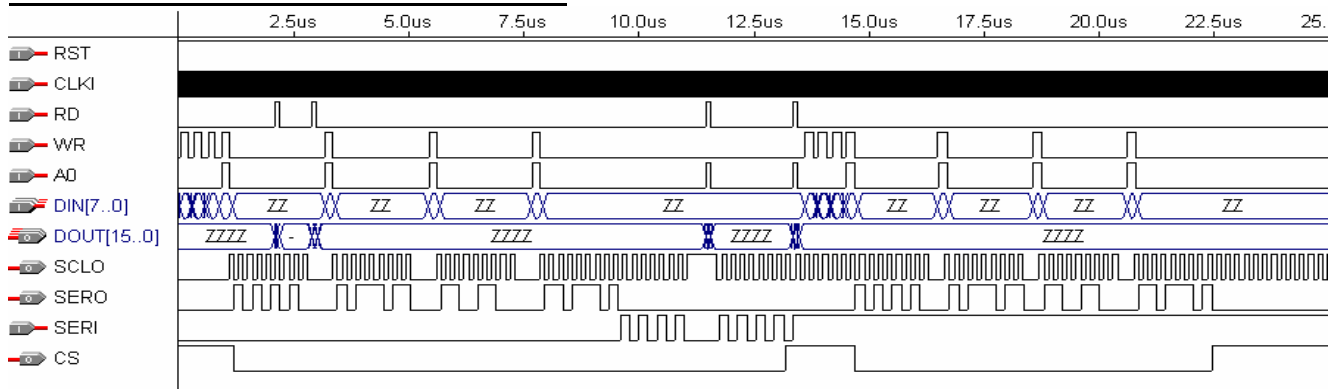 2.5us 5.0us 7.5us 10.0us 12.5us 15.0us 17.5us 20.0us 22.5us 25.
RST
CLKI
RD
WR
A0
DIN[7..0] ZZ ZZ ZZ ZZ ZZ ZZ ZZ ZZ
DOUT[15..0] ZZZZ - ZZZZ ZZZZ ZZZZ
SCLO
SERO
SERI
CS